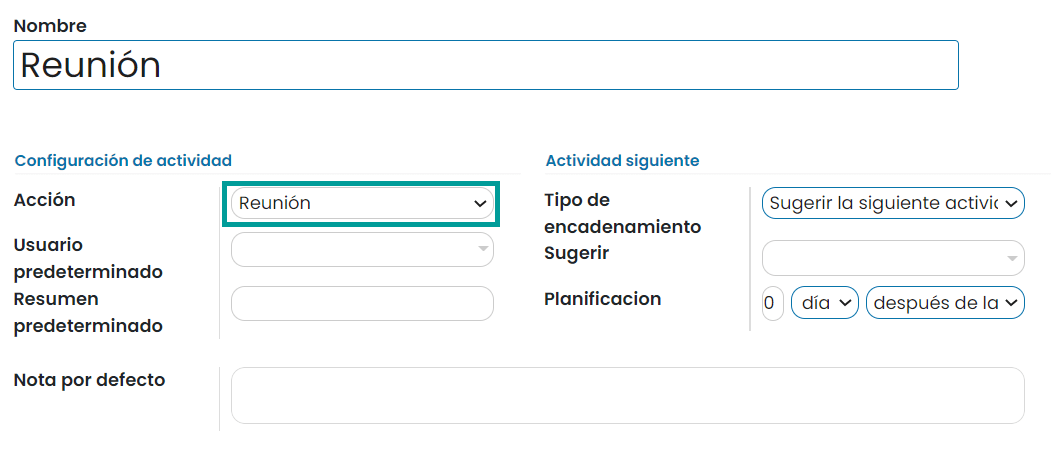 Nombre
Reunión
Configuración de actividad
Acción
Reunión
Usuario
predeterminado
Resumen
predeterminado
Actividad siguiente
Tipo de
encadenamiento
Sugerir la siguiente activi
Sugerir
Planificacion
0 día después de la
Nota por defecto